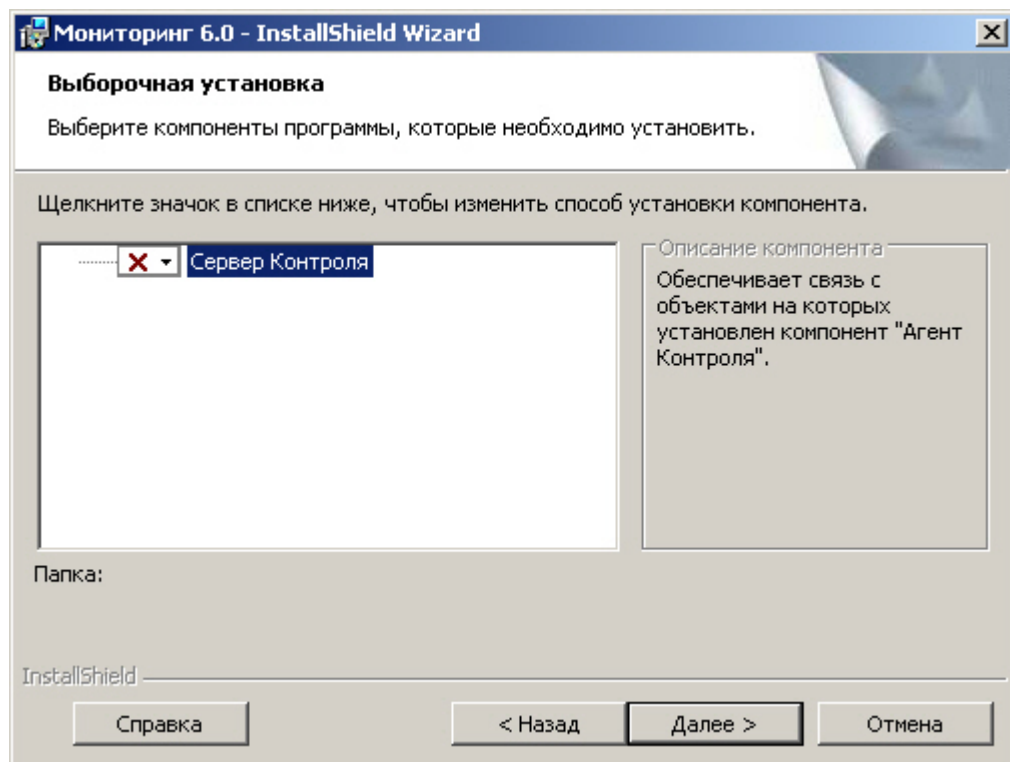 Мониторинг 6.0 - InstallShield Wizard
Выборочная установка
Выберите компоненты программы, которые необходимо установить.
Щелкните значок в списке ниже, чтобы изменить способ установки компонента.
Сервер Контроля
Описание компонента
Обеспечивает связь с
объектами на которых
установлен компонент "Агент
Контроля".
Папка:
InstallShield
Справка
< Назад
Далее >
Отмена